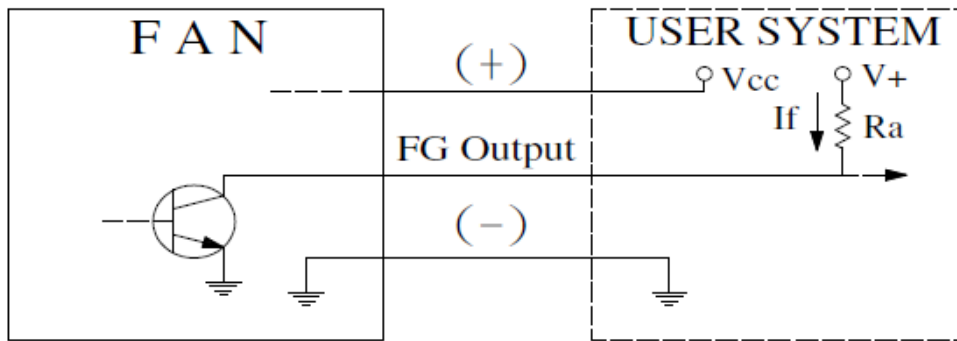 F A N
USER SYSTEM
(+)
Vcc
V+
If
Ra
FG Output
(−)